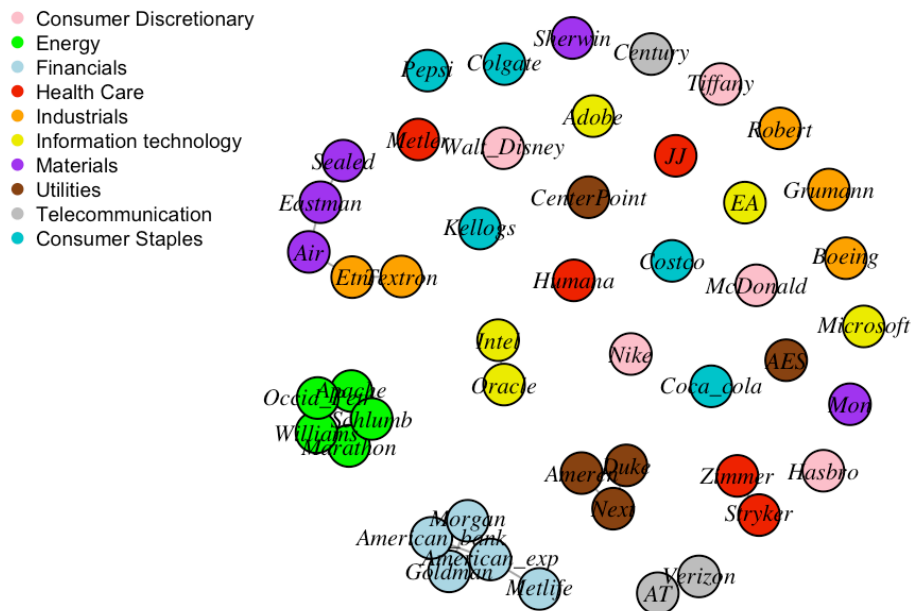 Consumer Discretionary
Energy
Financials
Health Care
Industrials
Information technology
Materials
Utilities
Telecommunication
Consumer Staples
Sherwin
Century
Colgate
Pepsi
Tiffany
Adobe
Robert
Metler
Walt_Disney
JJ
Sealed
Grumann
CenterPoint
EA
Eastman
Kellogs
Air
Costco
Boeing
Etn
Textron
Humana
McDonald
Microsoft
Intel
Nike
AES
Oracle
Coca_cola
Apache
Occid_Petr
Mon
Schlumb
Williams
Marathon
Duke
Ameren
Zimmer
Hasbro
Next
Stryker
Morgan
American_bank
American_exp
Goldman
Metlife
Verizon
AT